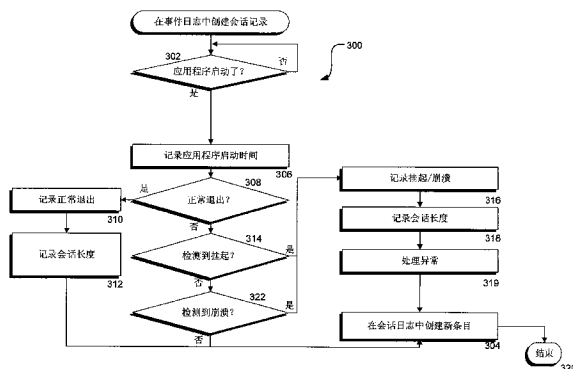 在事件日志中创建会话记录
300
302
应用程序启动了?
否
是
记录应用程序启动时间
306
308
正常退出?
是
否
记录正常退出
310
记录会话长度
312
314
检测到挂起?
是
否
322
检测到崩溃?
是
否
记录挂起/崩溃
316
记录会话长度
316
处理异常
319
在会话日志中创建新条目
304
结束
320